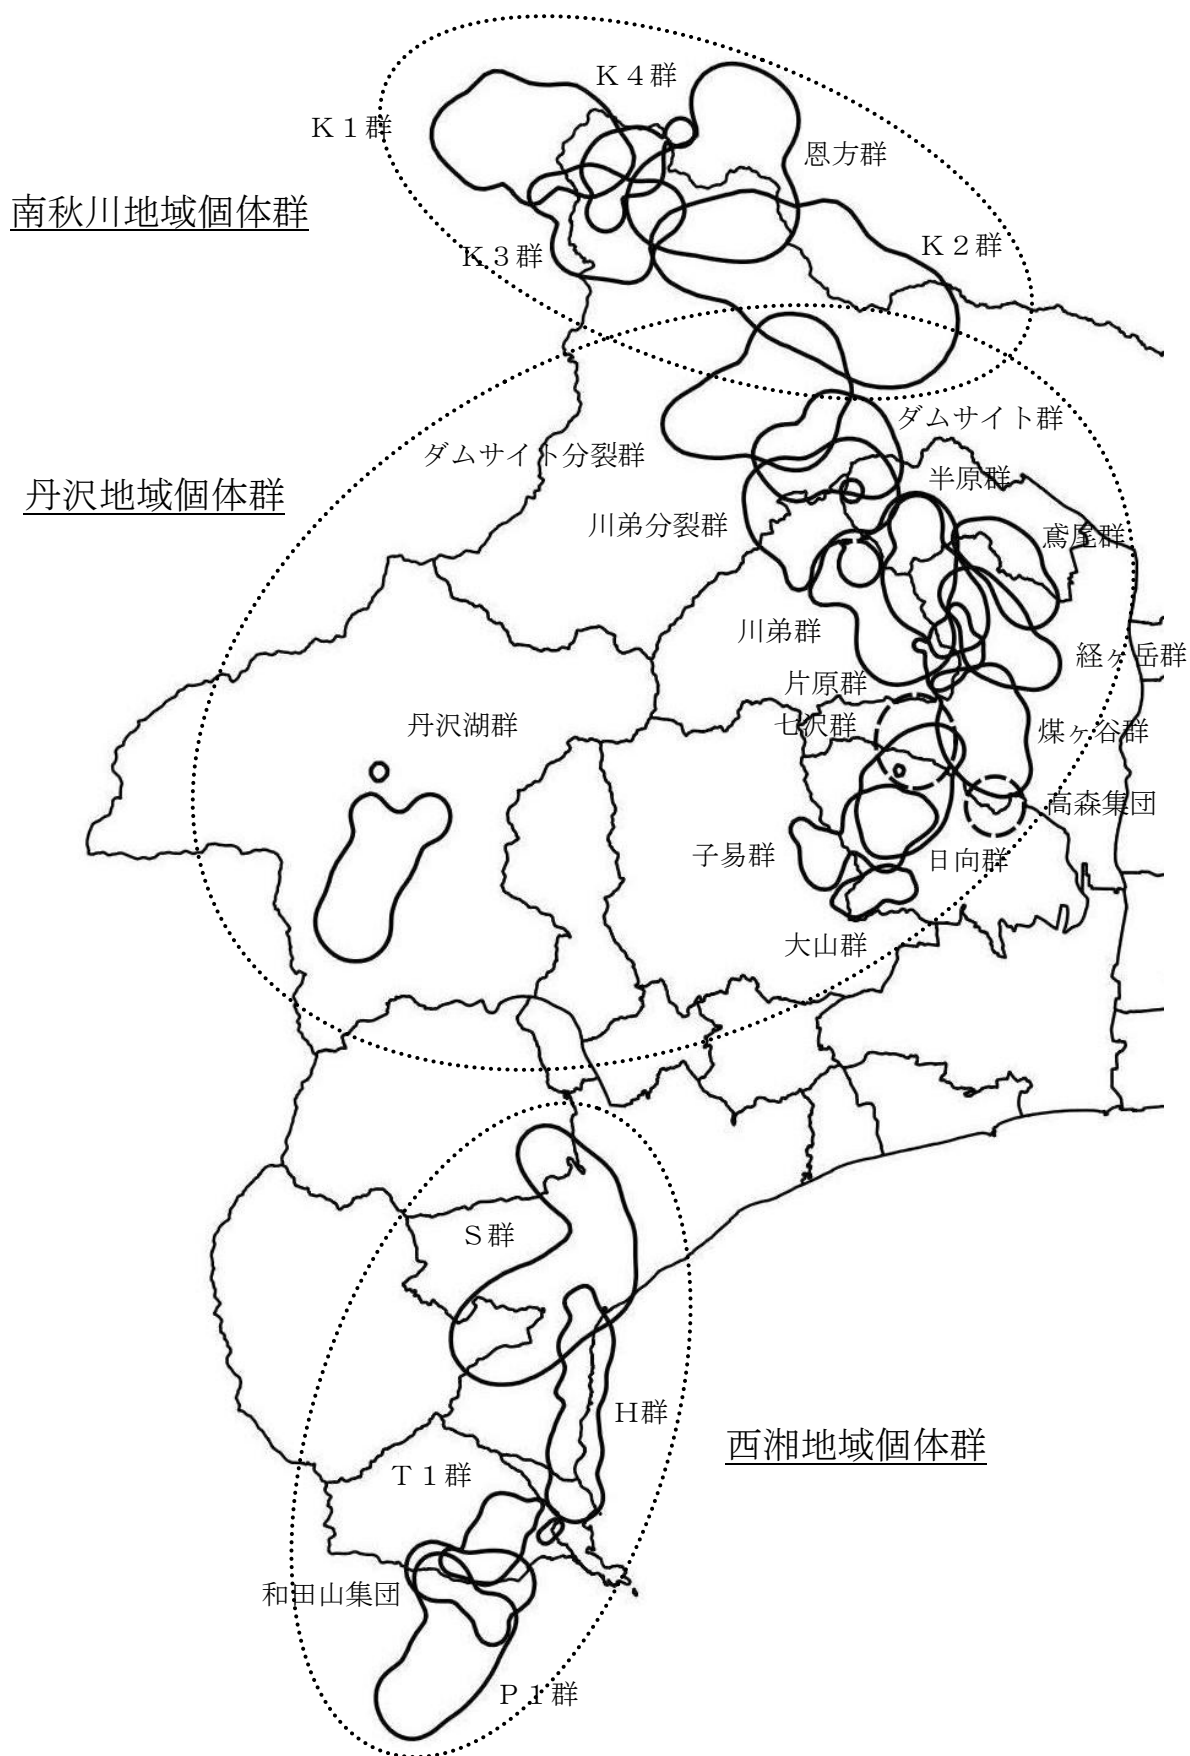 Ｋ４群
Ｋ１群
恩方群
南秋川地域個体群
Ｋ２群
Ｋ３群
ダムサイト群
ダムサイト分裂群
半原群
丹沢地域個体群
川弟分裂群
鳶尾群
川弟群
経ヶ岳群
片原群
丹沢湖群
七沢群
煤ヶ谷群
高森集団
子易群
日向群
大山群
Ｓ群
Ｈ群
西湘地域個体群
Ｔ１群
和田山集団
Ｐ１群